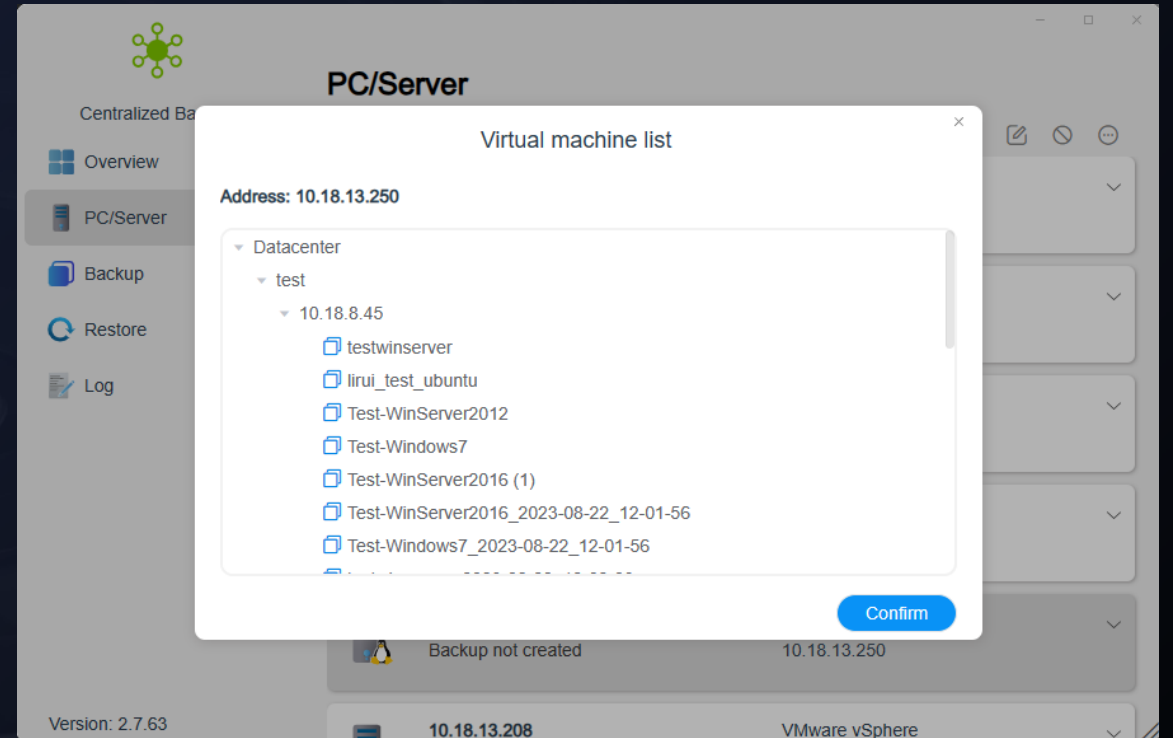 PC/Server
Centralized Ba
Overview
PC/Server
Backup
Restore
Log
Virtual machine list
Address: 10.18.13.250
Datacenter
test
10.18.8.45
testwinserver
lirui_test_ubuntu
Test-WinServer2012
Test-Windows7
Test-WinServer2016 (1)
Test-WinServer2016_2023-08-22_12-01-56
Test-Windows7_2023-08-22_12-01-56
Confirm
Backup not created 10.18.13.250
10.18.13.208 VMware vSphere
Version: 2.7.63